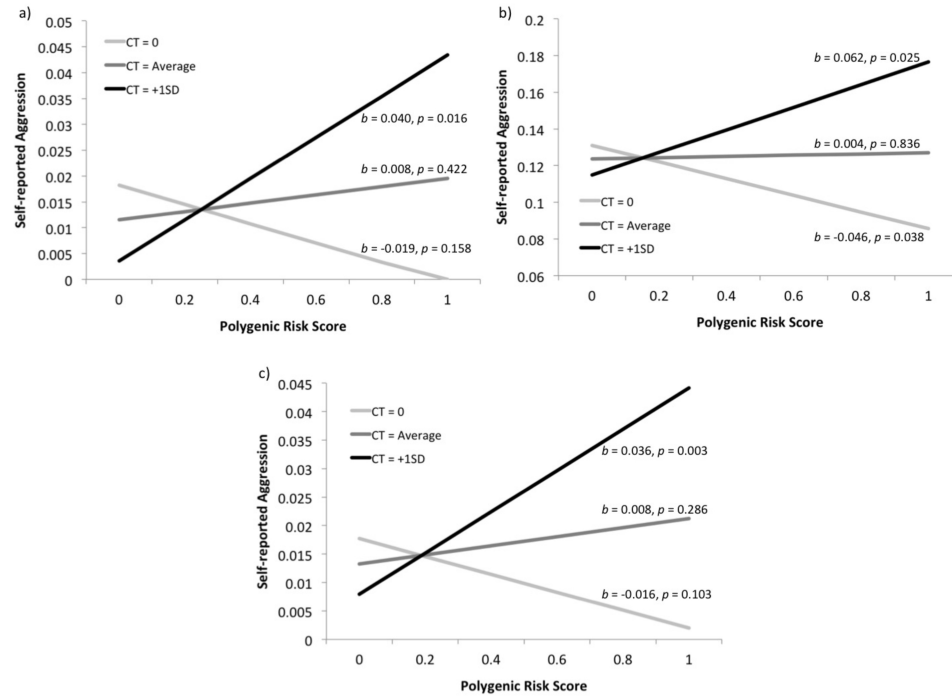 a)
0.05
0.045
0.04
0.035
0.03
0.025
0.02
0.015
0.01
0.005
0
Self-reported Aggression
CT = 0
CT = Average
CT = +1SD
b = 0.040, p = 0.016
b = 0.008, p = 0.422
b = -0.019, p = 0.158
0 0.2 0.4 0.6 0.8 1
Polygenic Risk Score
b)
0.2
0.18
0.16
0.14
0.12
0.1
0.08
0.06
Self-reported Aggression
b = 0.062, p = 0.025
b = 0.004, p = 0.836
CT = 0
CT = Average
CT = +1SD
b = -0.046, p = 0.038
0 0.2 0.4 0.6 0.8 1
Polygenic Risk Score
c)
0.045
0.04
0.035
0.03
0.025
0.02
0.015
0.01
0.005
0
Self-reported Aggression
CT = 0
CT = Average
CT = +1SD
b = 0.036, p = 0.003
b = 0.008, p = 0.286
b = -0.016, p = 0.103
0 0.2 0.4 0.6 0.8 1
Polygenic Risk Score